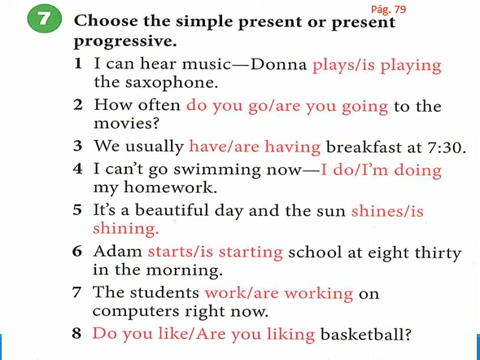 Pág. 79
7 Choose the simple present or present
progressive.
1 I can hear music—Donna plays/is playing
the saxophone.
2 How often do you go/are you going to the
movies?
3 We usually have/are having breakfast at 7:30.
4 I can't go swimming now—I do/I'm doing
my homework.
5 It's a beautiful day and the sun shines/is
shining.
6 Adam starts/is starting school at eight thirty
in the morning.
7 The students work/are working on
computers right now.
8 Do you like/Are you liking basketball?